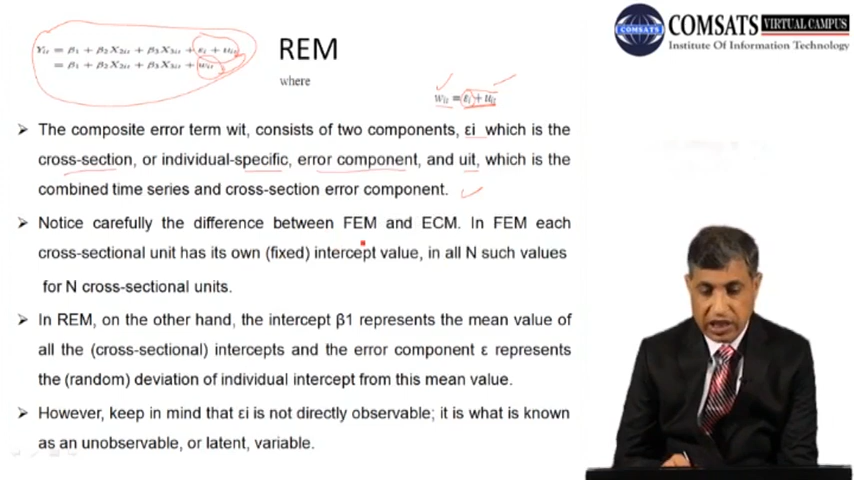 Yit = β1 + β2X2it + β3X3it + εi + uit
= β1 + β2X2it + β3X3it + wit
REM
where
wit = εi + uit
COMSATS VIRTUAL CAMPUS
Institute Of Information Technology
➢ The composite error term wit, consists of two components, εi which is the
cross-section, or individual-specific, error component, and uit, which is the
combined time series and cross-section error component.
➢ Notice carefully the difference between FEM and ECM. In FEM each
cross-sectional unit has its own (fixed) intercept value, in all N such values
for N cross-sectional units.
➢ In REM, on the other hand, the intercept β1 represents the mean value of
all the (cross-sectional) intercepts and the error component ε represents
the (random) deviation of individual intercept from this mean value.
➢ However, keep in mind that εi is not directly observable; it is what is known
as an unobservable, or latent, variable.